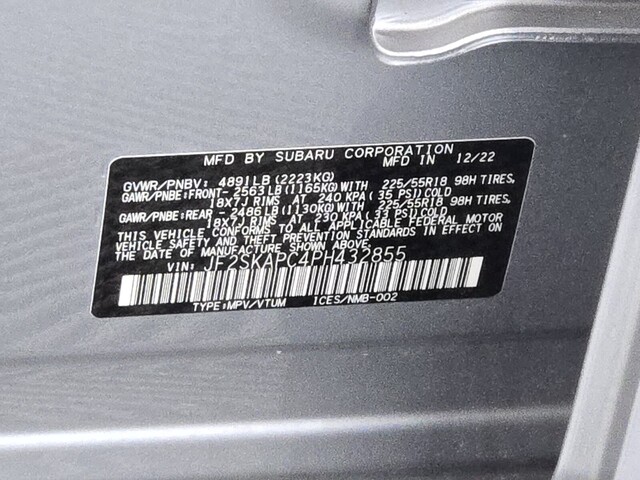 MFD BY SUBARU CORPORATION IN 12/22
GVWR/PNBV: 4891LB(2223KG)
GAWR/PNBE:FRONT-2563LB(1165KG)WITH 225/55R18 98H TIRES,
18X7J RIMS AT 240 KPA(35 PSI)COLD
GAWR/PNBE:REAR -2486LB(1130KG)WITH 225/55R18 98H TIRES,
18X7J RIMS AT 230 KPA(33 PSI)COLD
THIS VEHICLE CONFORMS TO ALL APPLICABLE FEDERAL MOTOR
VEHICLE SAFETY AND THEFT PREVENTION STANDARDS IN EFFECT ON
THE DATE OF MANUFACTURE SHOWN ABOVE.
VIN: JF2SKAPC4PH432855
TYPE:MPV/VTUM ICES/NMB-002